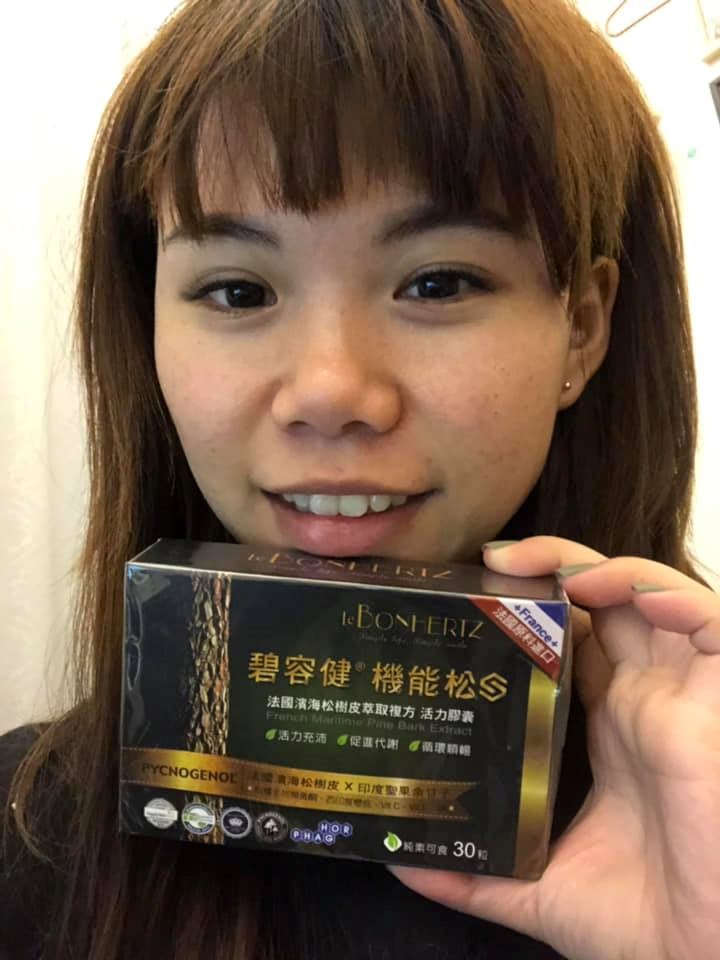 le BONHERTZ
le BONHERTZ
Simple life. Simple smile
+France+
法國原料進口
碧容健® 機能松
法國濱海松樹皮萃取複方 活力膠囊
French Maritime Pine Bark Extract
活力充沛 促進代謝 循環順暢
PYCNOGENOL® 法國濱海松樹皮 X 印度聖果余甘子
HOR
PHAG
純素可食 30粒